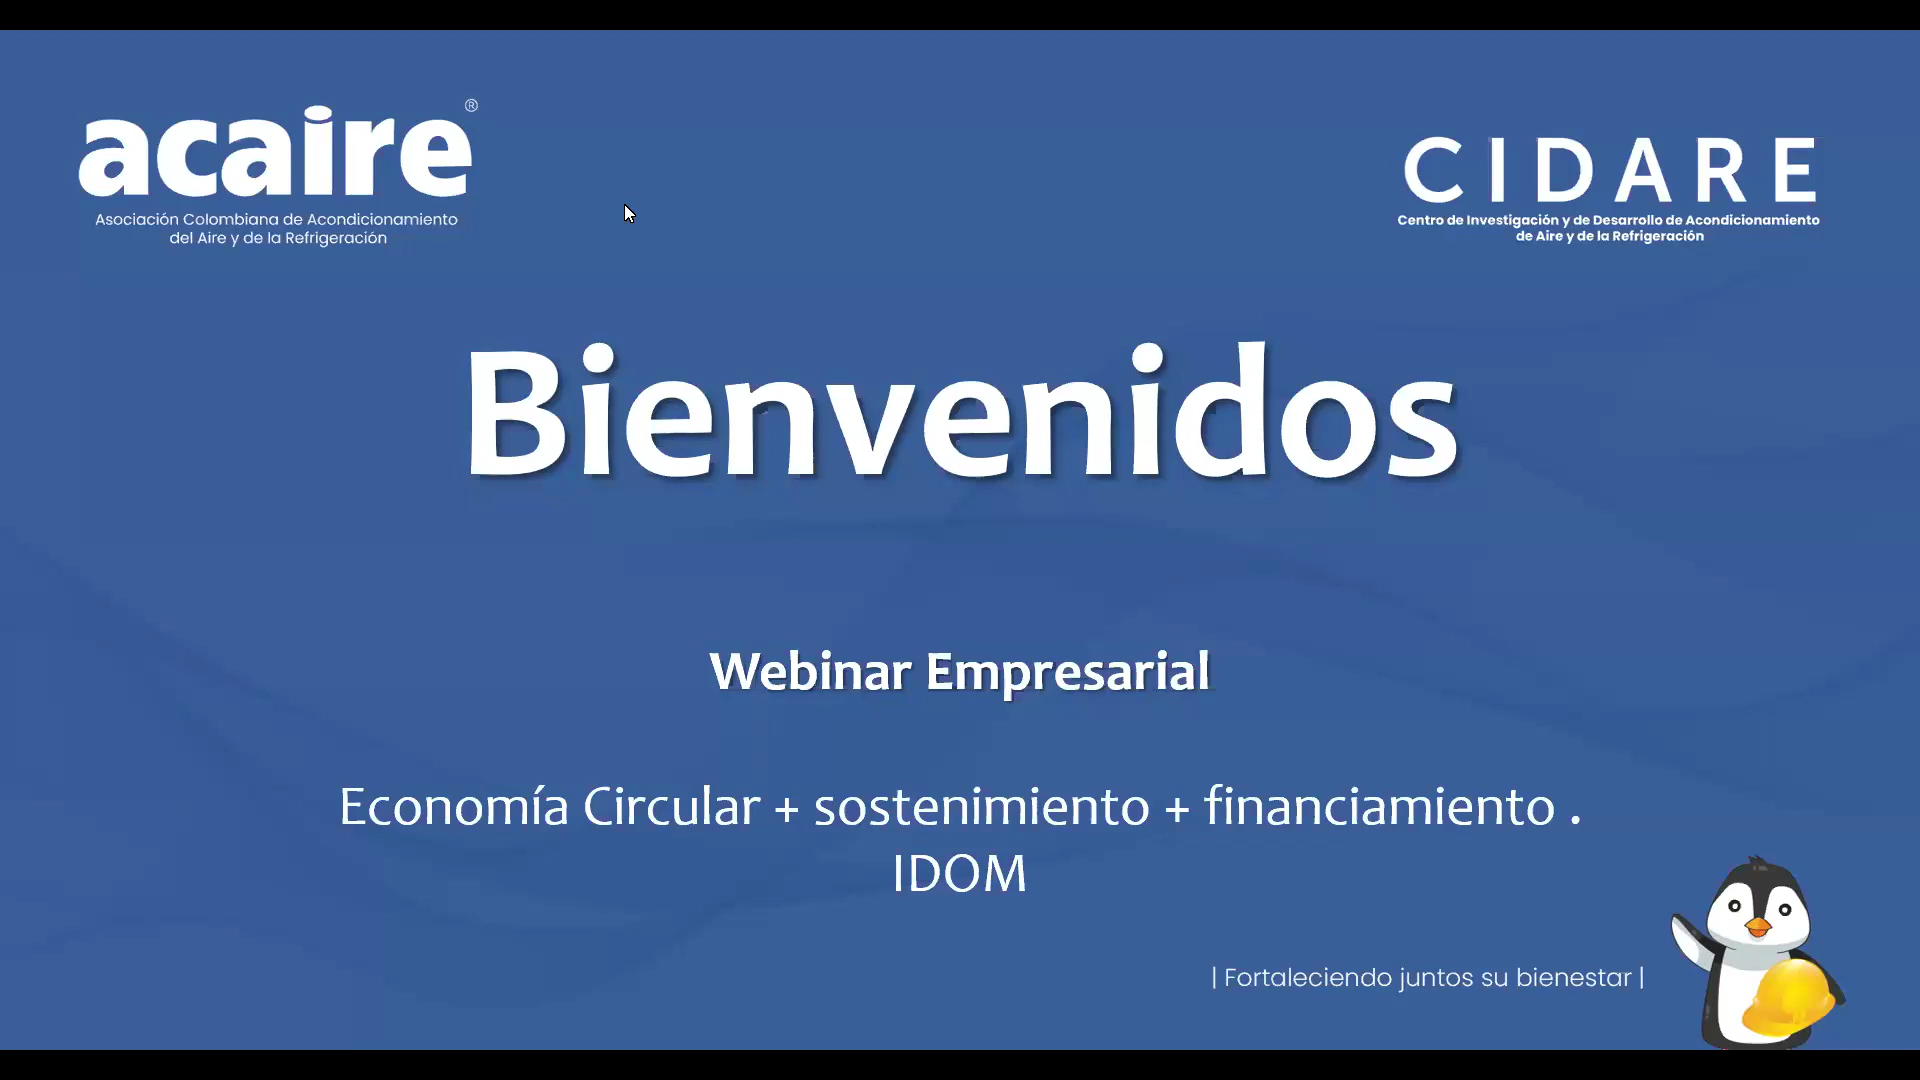 acaire®
Asociación Colombiana de Acondicionamiento
del Aire y de la Refrigeración
CIDARE
Centro de Investigación y de Desarrollo de Acondicionamiento
de Aire y de la Refrigeración
Bienvenidos
Webinar Empresarial
Economía Circular + sostenimiento + financiamiento .
IDOM
| Fortaleciendo juntos su bienestar |